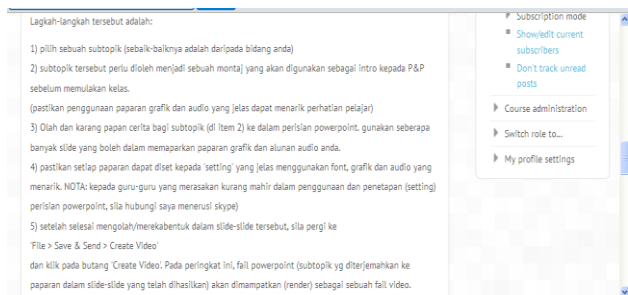 Lagkah-langkah tersebut adalah:
1) pilih sebuah subtopik (sebaik-baiknya adalah daripada bidang anda)
2) subtopik tersebut perlu dioleh menjadi sebuah montaj yang akan digunakan sebagai intro kepada P&P
sebelum memulakan kelas.
(pastikan penggunaan paparan grafik dan audio yang jelas dapat menarik perhatian pelajar)
3) Olah dan karang papan cerita bagi subtopik (di item 2) ke dalam perisian powerpoint. gunakan seberapa
banyak slide yang boleh dalam memaparkan paparan grafik dan alunan audio anda.
4) pastikan setiap paparan dapat diset kepada 'setting' yang jelas menggunakan font, grafik dan audio yang
menarik. NOTA: kepada guru-guru yang merasakan kurang mahir dalam penggunaan dan penetapan (setting)
perisian powerpoint, sila hubungi saya menerusi skype)
5) setelah selesai mengolah/merekabentuk dalam slide-slide tersebut, sila pergi ke
'File > Save & Send > Create Video'
dan klik pada butang 'Create Video'. Pada peringkat ini, fail powerpoint (subtopik yg diterjemahkan ke
paparan dalam slide-slide yang telah dihasilkan) akan dimampatkan (render) sebagai sebuah fail video.
Subscription mode
Show/edit current
subscribers
Don't track unread
posts
Course administration
Switch role to...
My profile settings